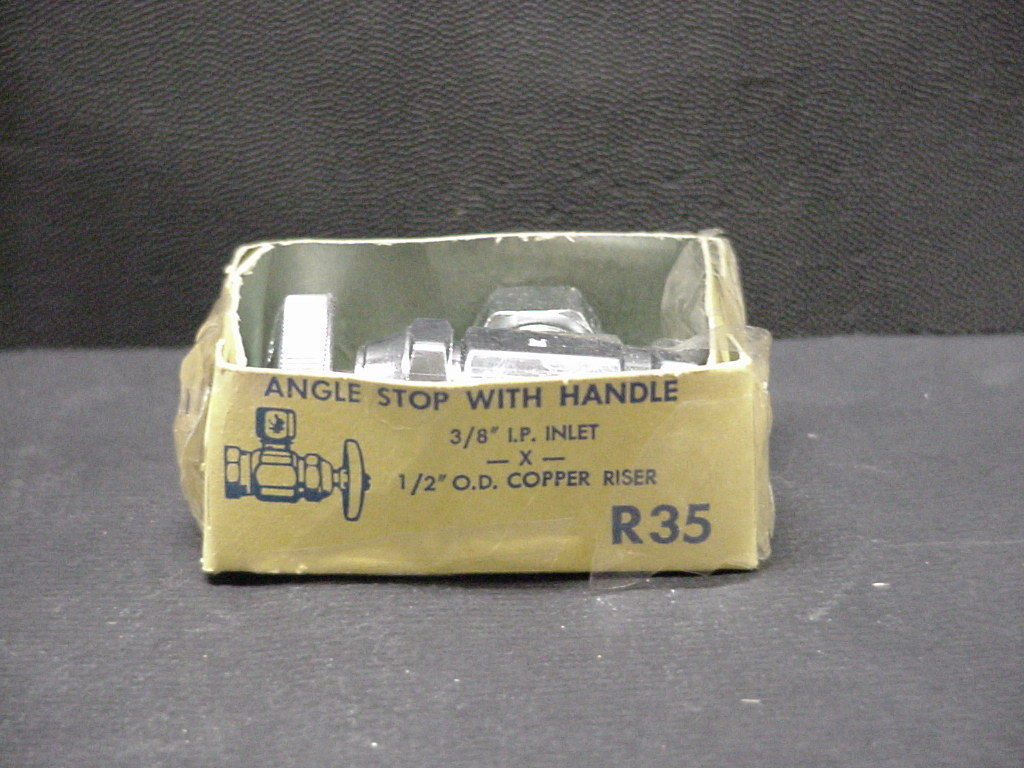 ANGLE STOP WITH HANDLE
3/8" I.P. INLET
— X —
1/2" O.D. COPPER RISER
R35